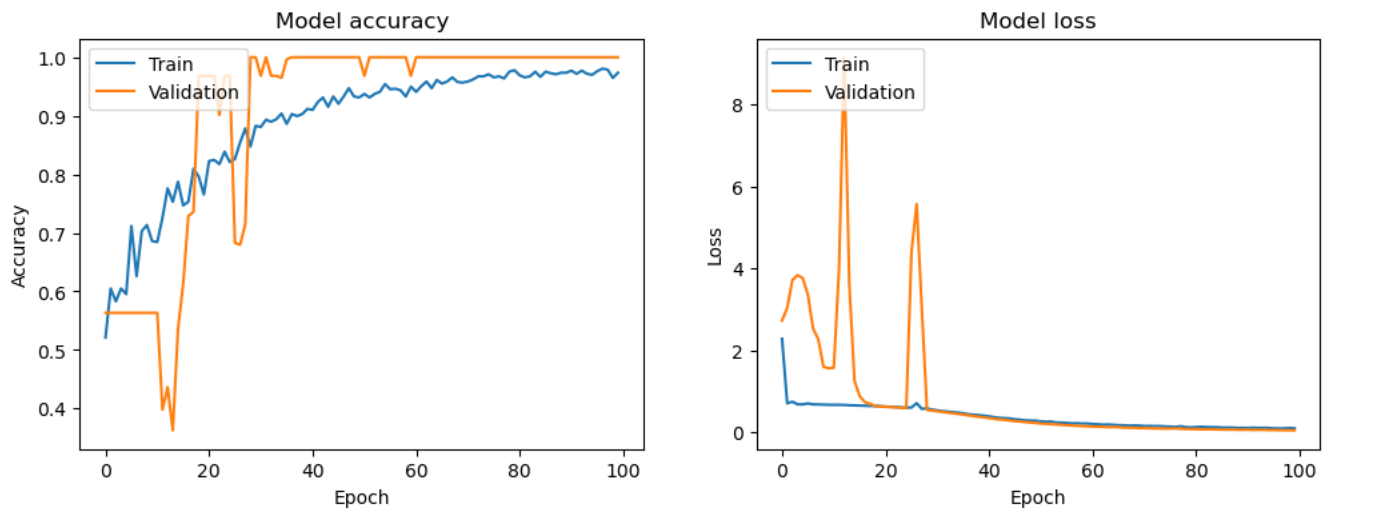 Model accuracy
Train
Validation
1.0
0.9
0.8
0.7
0.6
0.5
0.4
Accuracy
0 20 40 60 80 100
Epoch
Model loss
Train
Validation
8
6
4
2
0
Loss
0 20 40 60 80 100
Epoch